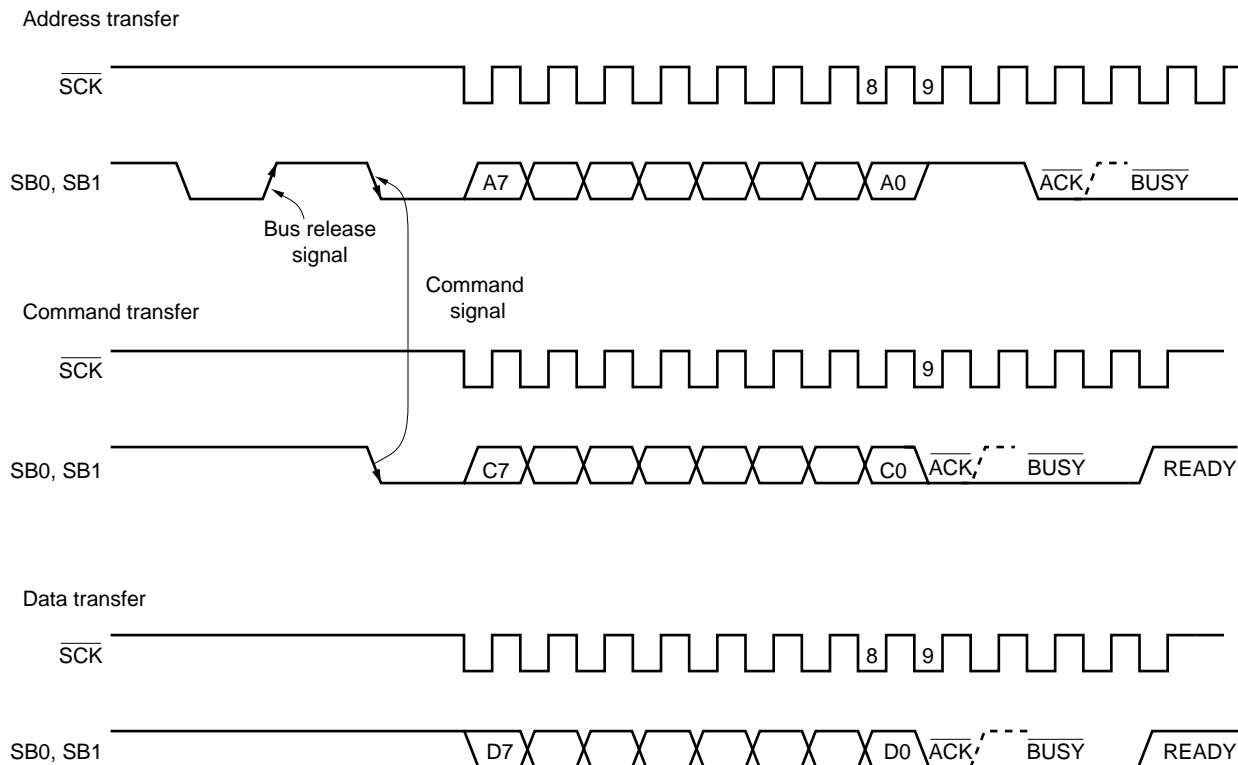 Address transfer
SCK
8 9
SB0, SB1
A7 A0 ACK BUSY
Bus release
signal
Command
signal
Command transfer
SCK
9
SB0, SB1
C7 C0 ACK BUSY READY
Data transfer
SCK
8 9
SB0, SB1
D7 D0 ACK BUSY READY